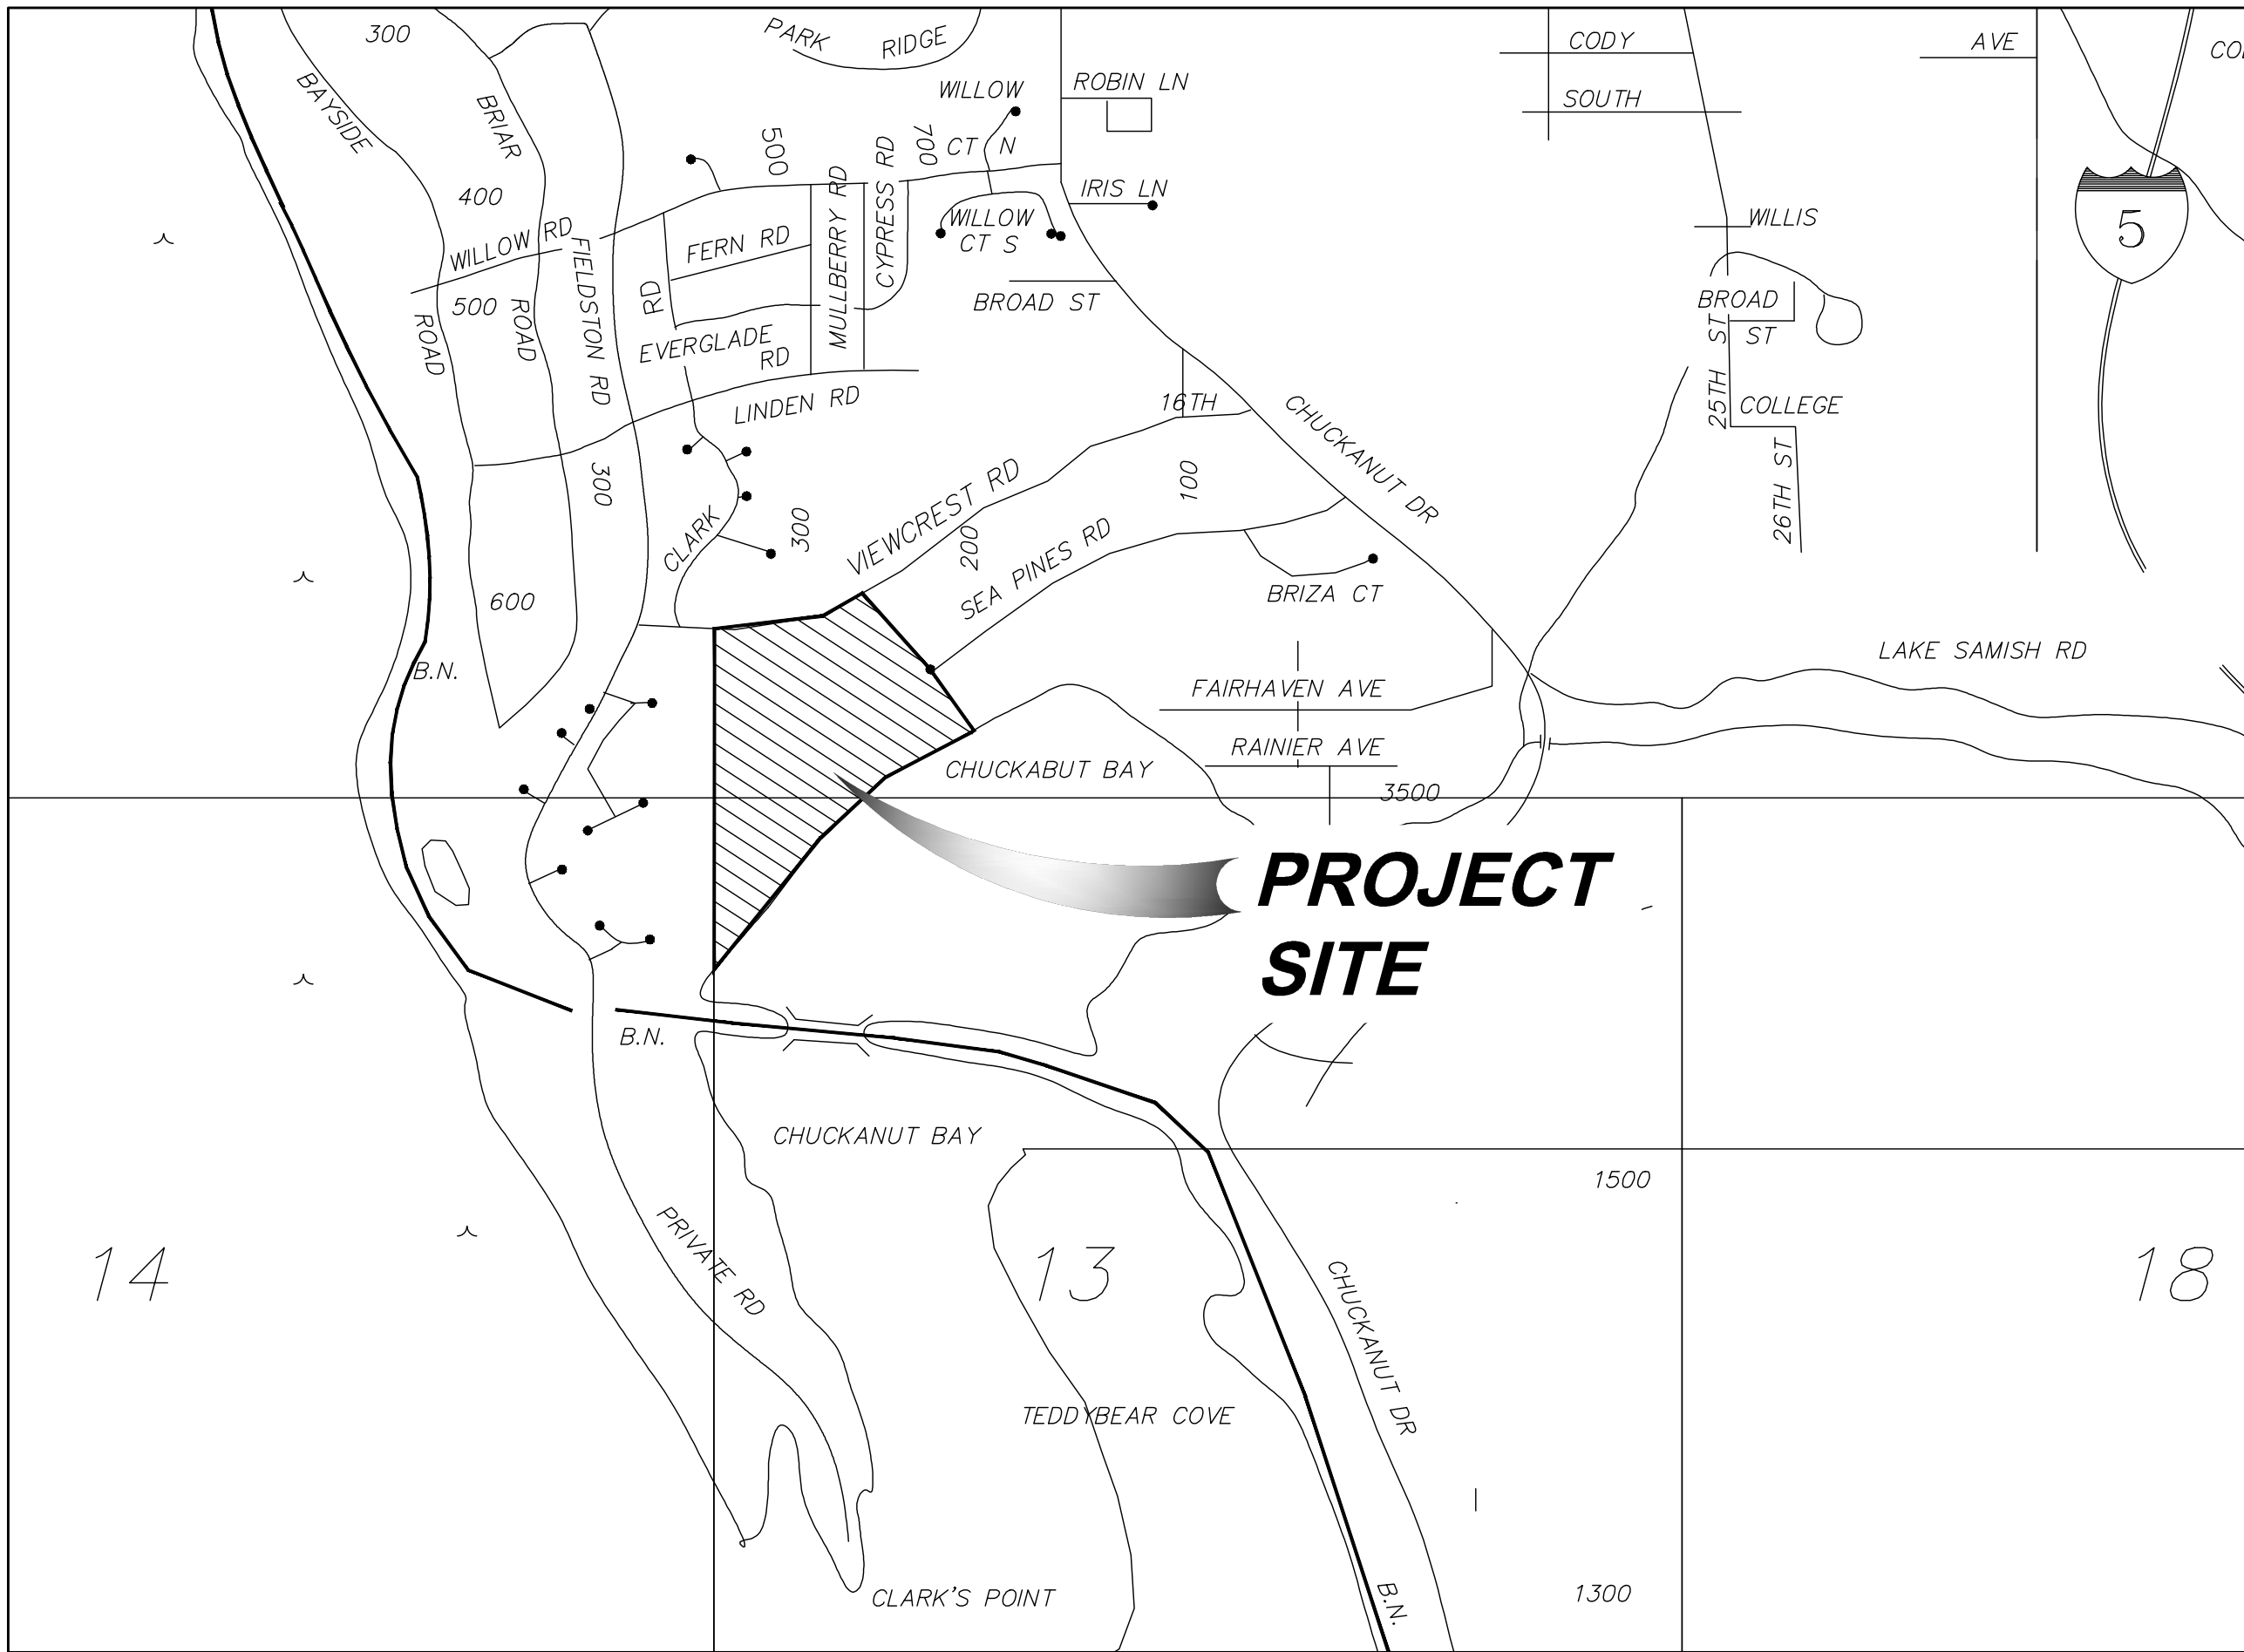 300
PARK RIDGE
CODY
AVE
BAYSIDE
BRIAR
WILLOW
ROBIN LN
SOUTH
500
700
CT N
CYPRESS RD
MULLBERRY RD
400
IRIS LN
WILLOW RD
FERN RD
WILLOW
CT S
WILLIS
5
FIELDSTON RD
RD
500
ROAD
ROAD
BROAD ST
BROAD
ST
25TH ST
EVERGLADE
RD
LINDEN RD
16TH
CHUCKANUT DR
COLLEGE
26TH ST
300
CLARK
300
VIEWCREST RD
200
100
SEA PINES RD
BRIZA CT
600
B.N.
LAKE SAMISH RD
FAIRHAVEN AVE
RAINIER AVE
CHUCKABUT BAY
3500
PROJECT
SITE
B.N.
CHUCKANUT BAY
1500
PRIVATE RD
14
13
18
CHUCKANUT DR
TEDDYBEAR COVE
CLARK'S POINT
B.N.
1300